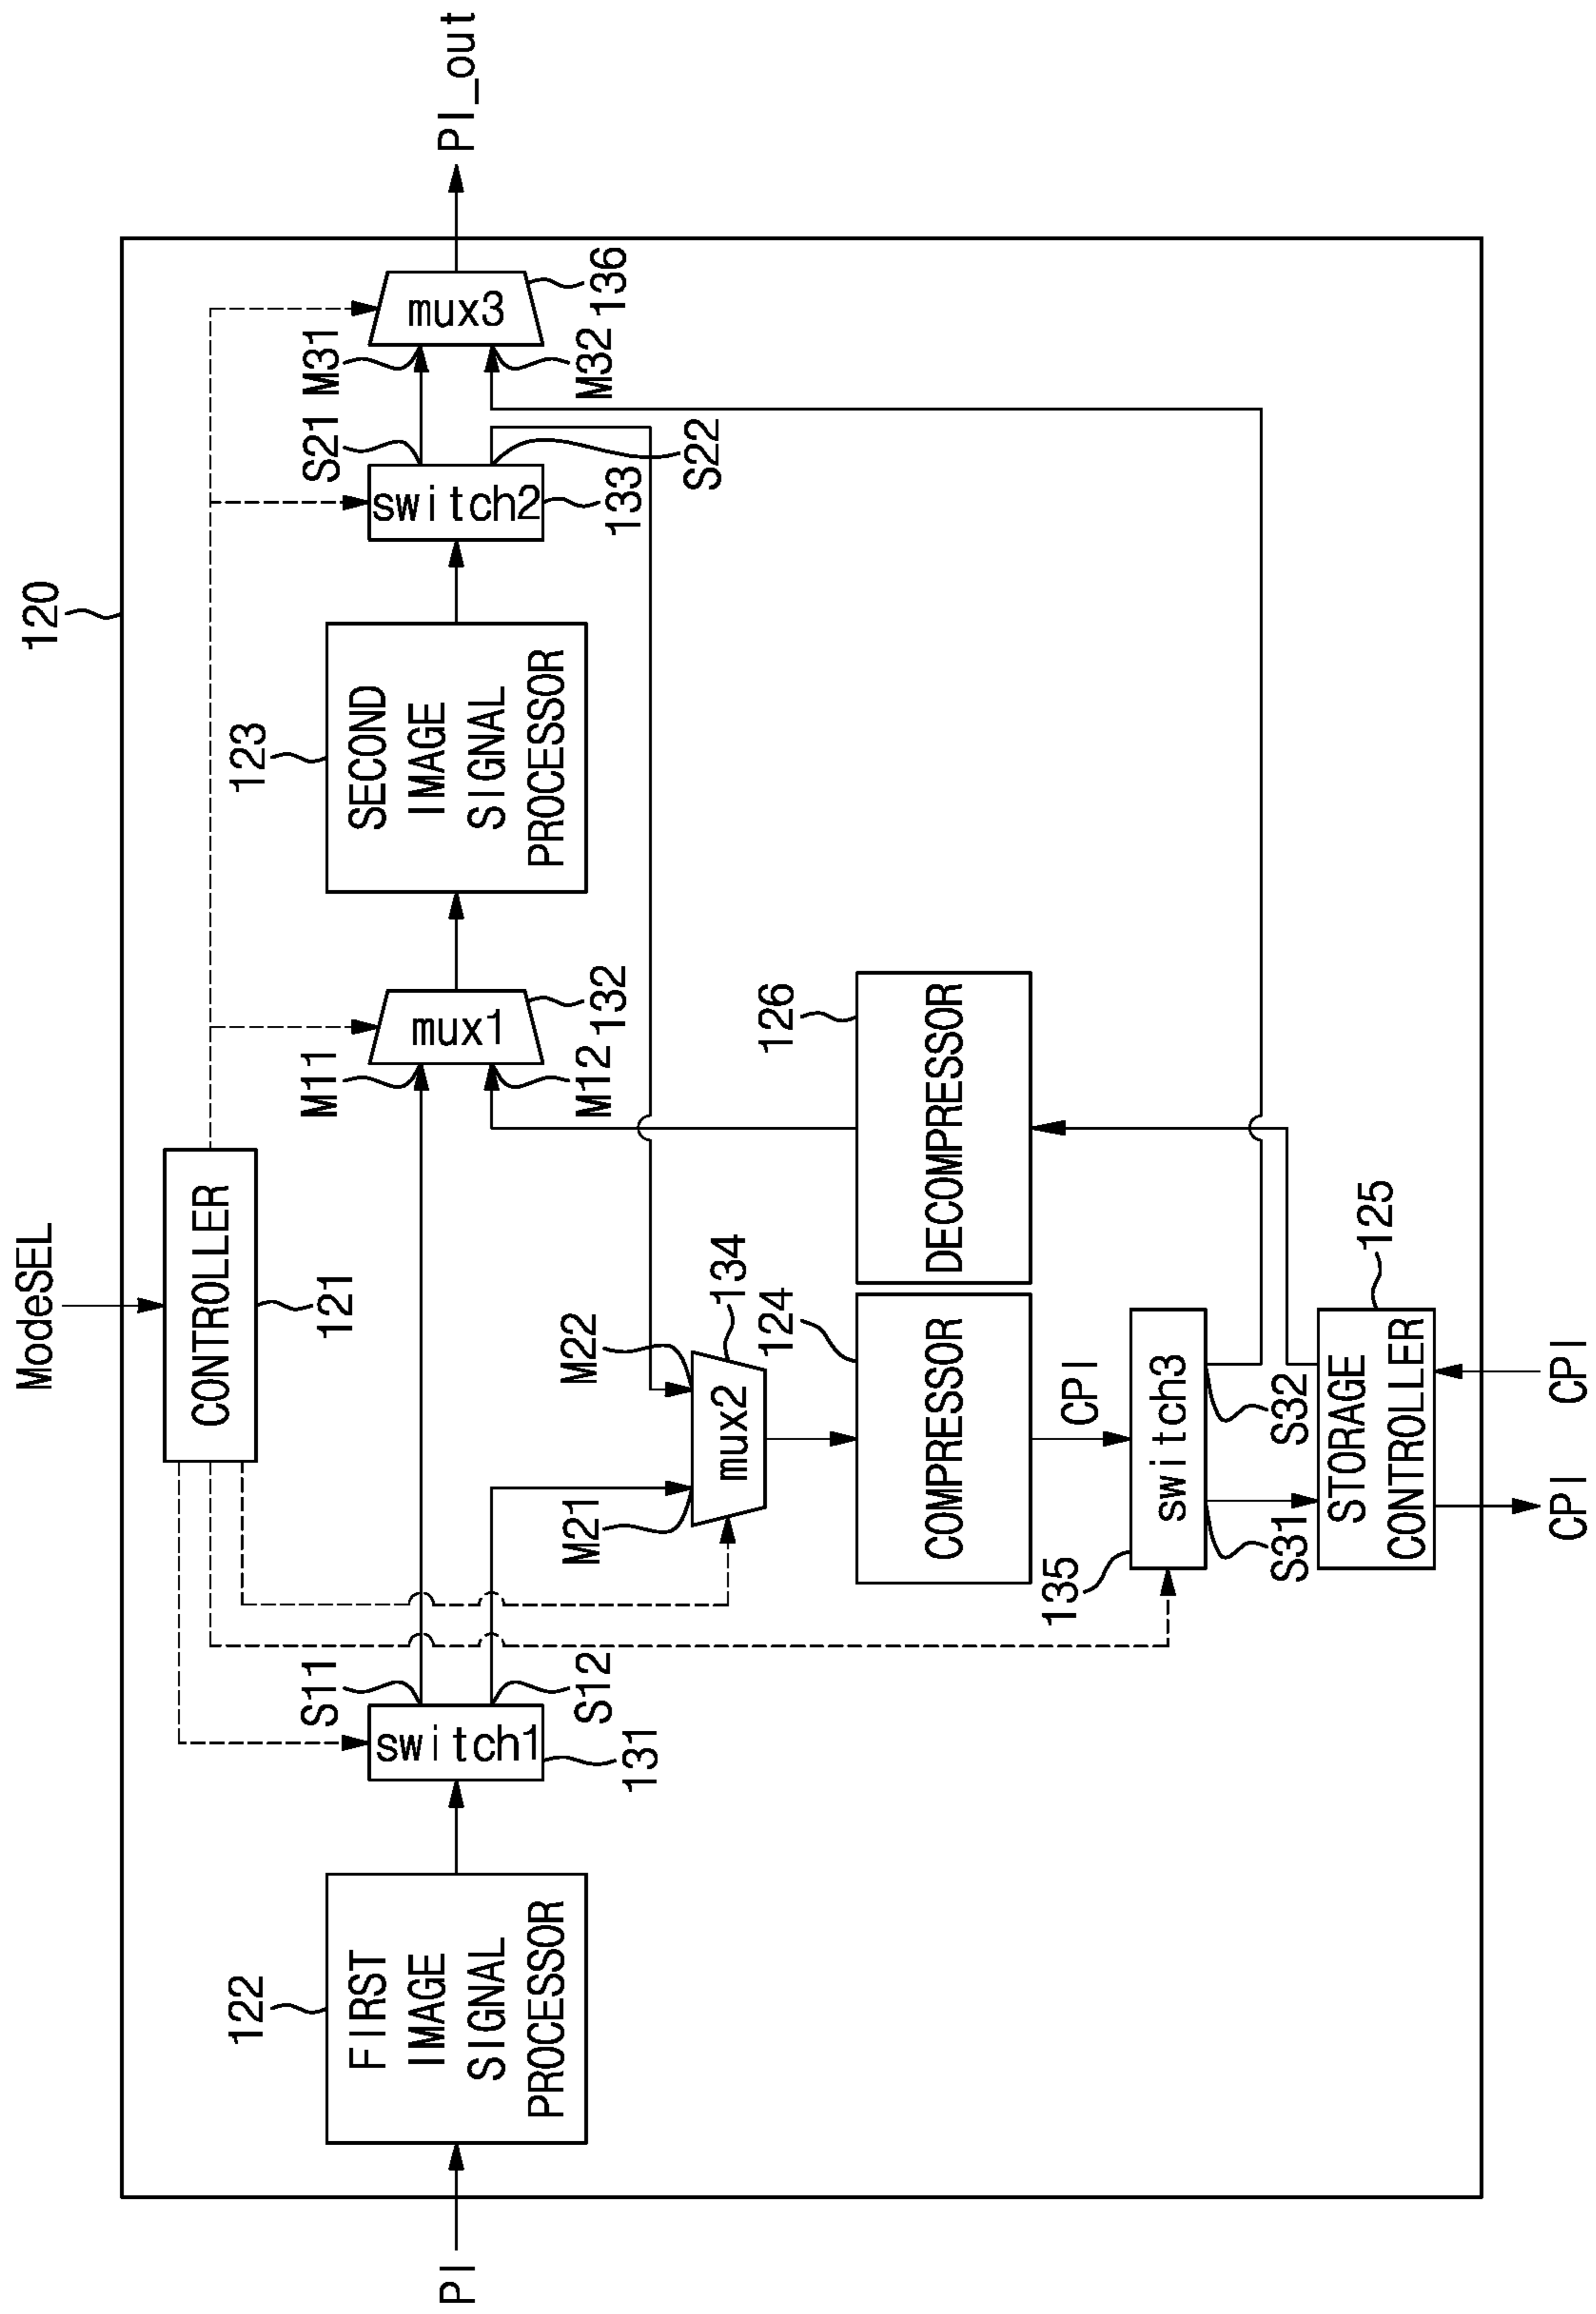 120
ModeSEL
CONTROLLER
121
122
FIRST
IMAGE
SIGNAL
PROCESSOR
PI
switch1
131
S11
S12
M11
M12
mux1
132
123
SECOND
IMAGE
SIGNAL
PROCESSOR
switch2
133
S21
S22
M31
M32
mux3
136
PI_out
M21
M22
mux2
134
124
COMPRESSOR
126
DECOMPRESSOR
CPI
135
switch3
S31
S32
125
STORAGE
CONTROLLER
CPI
CPI